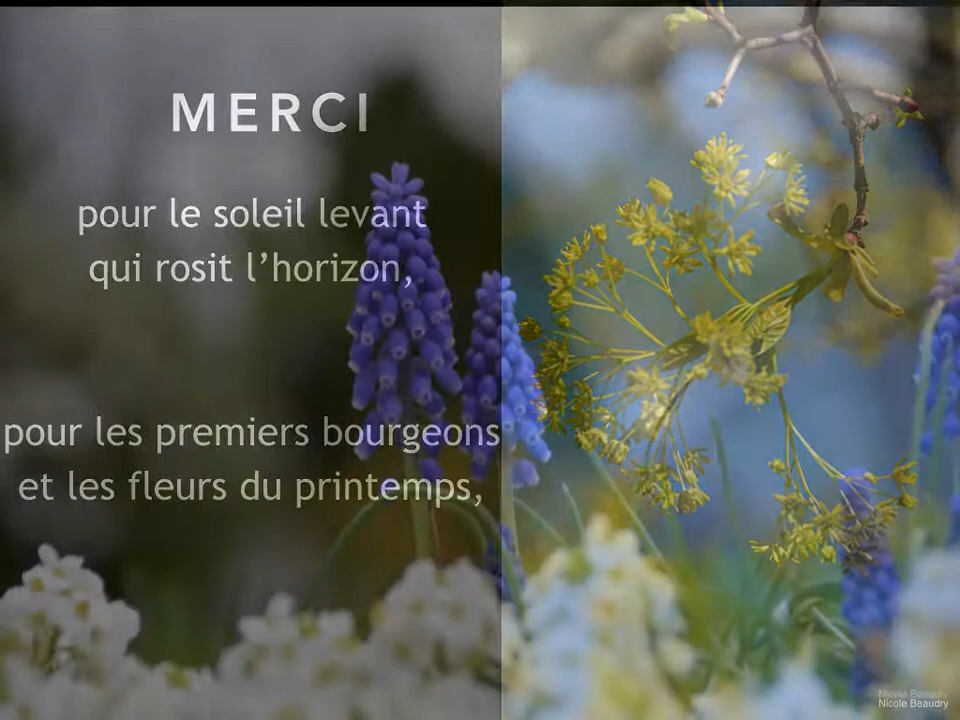 MERCI
pour le soleil levant
qui rosit l’horizon,
pour les premiers bourgeons
et les fleurs du printemps,
Nicole Beaudry
Nicole Beaudry